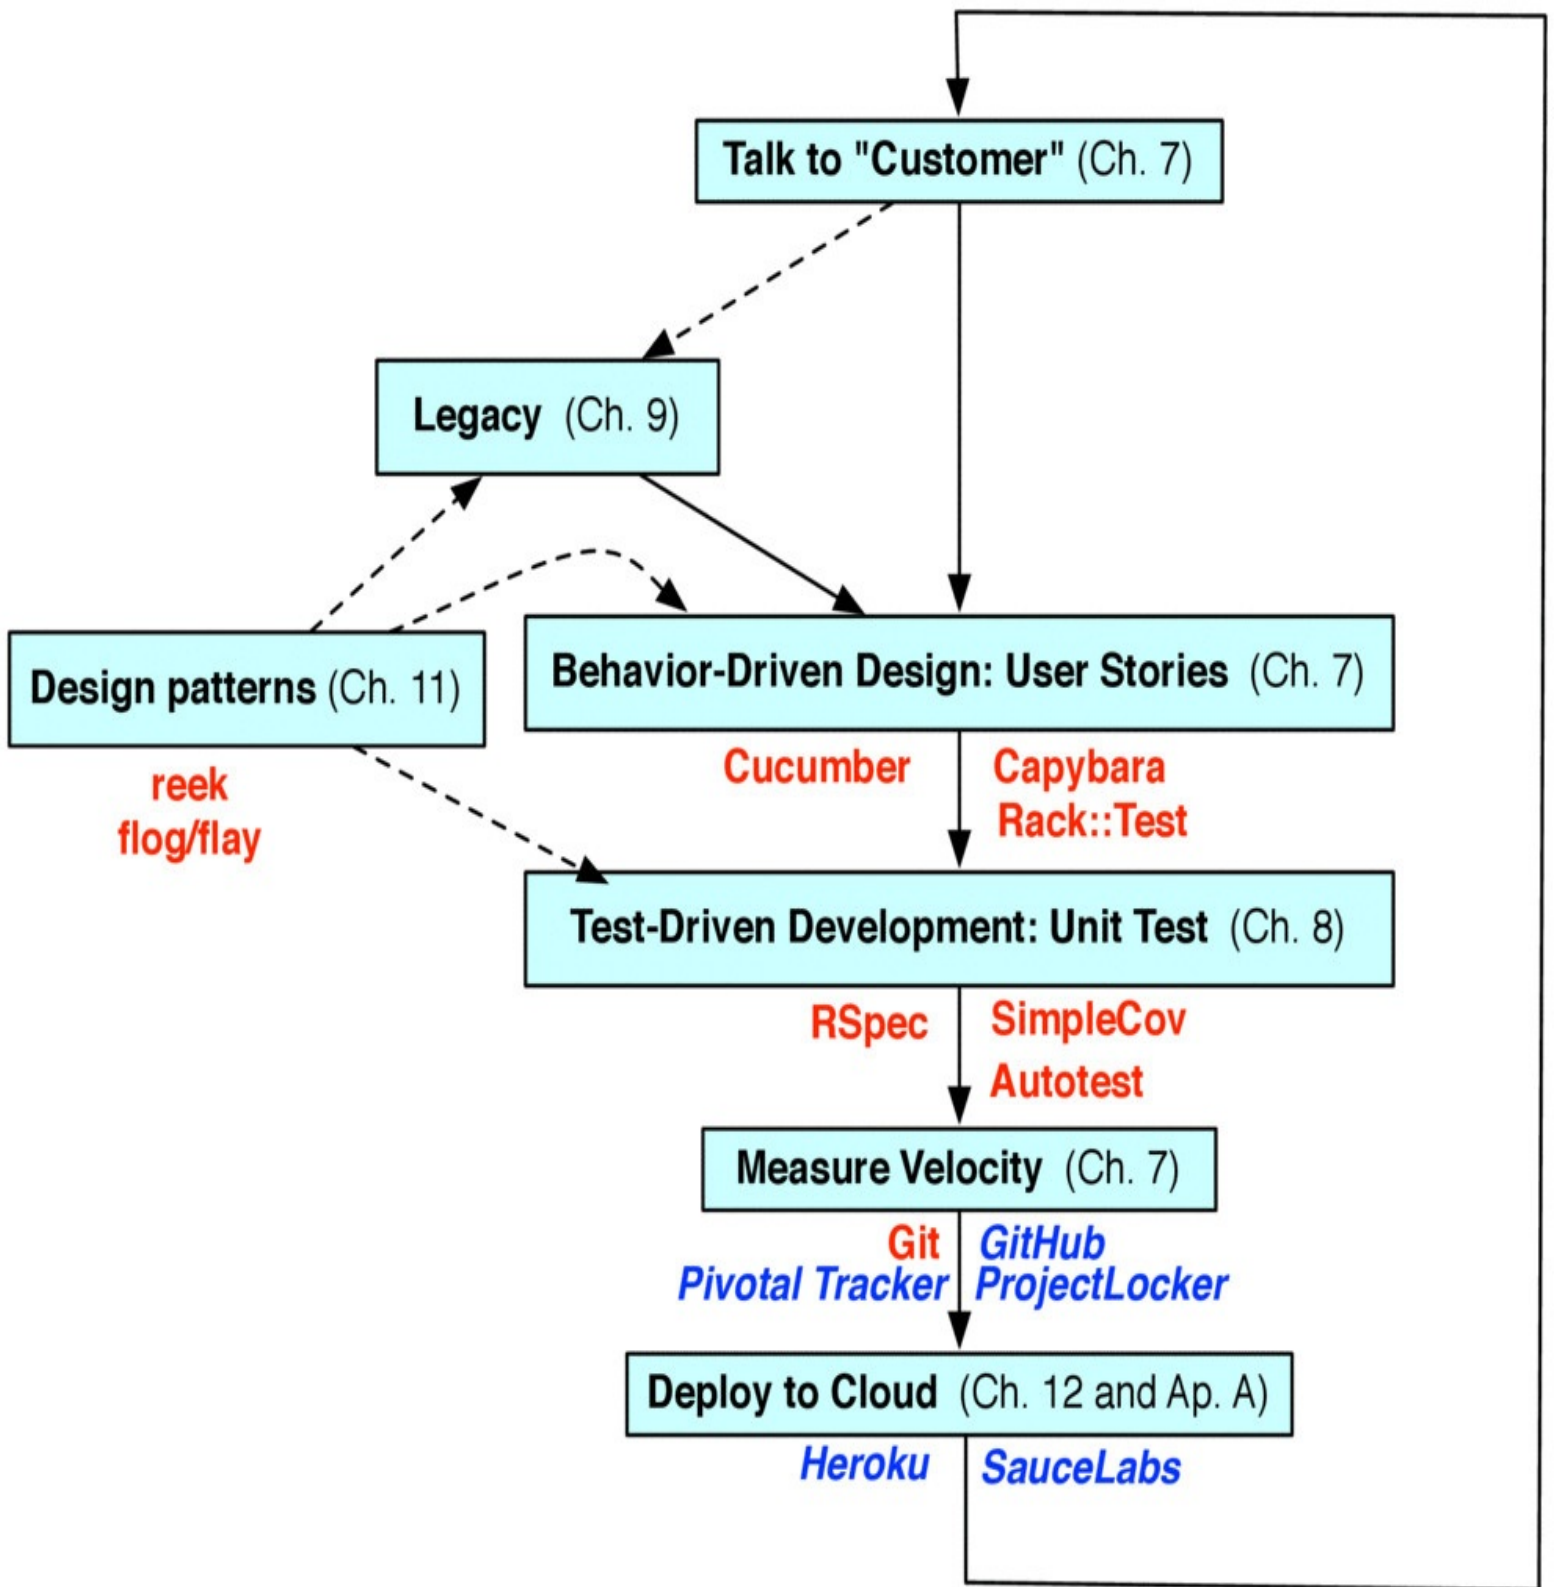 Talk to "Customer" (Ch. 7)
Legacy (Ch. 9)
Design patterns (Ch. 11)
reek
flog/flay
Behavior-Driven Design: User Stories (Ch. 7)
Cucumber
Capybara
Rack::Test
Test-Driven Development: Unit Test (Ch. 8)
RSpec
SimpleCov
Autotest
Measure Velocity (Ch. 7)
Git
GitHub
Pivotal Tracker
ProjectLocker
Deploy to Cloud (Ch. 12 and Ap. A)
Heroku
SauceLabs